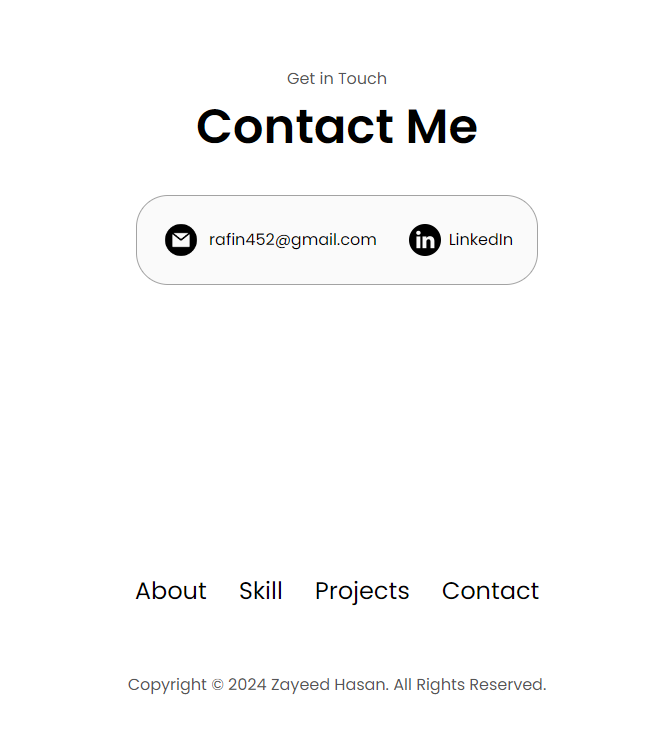 Get in Touch
Contact Me
rafin452@gmail.com in LinkedIn
About Skill Projects Contact
Copyright © 2024 Zayeed Hasan. All Rights Reserved.